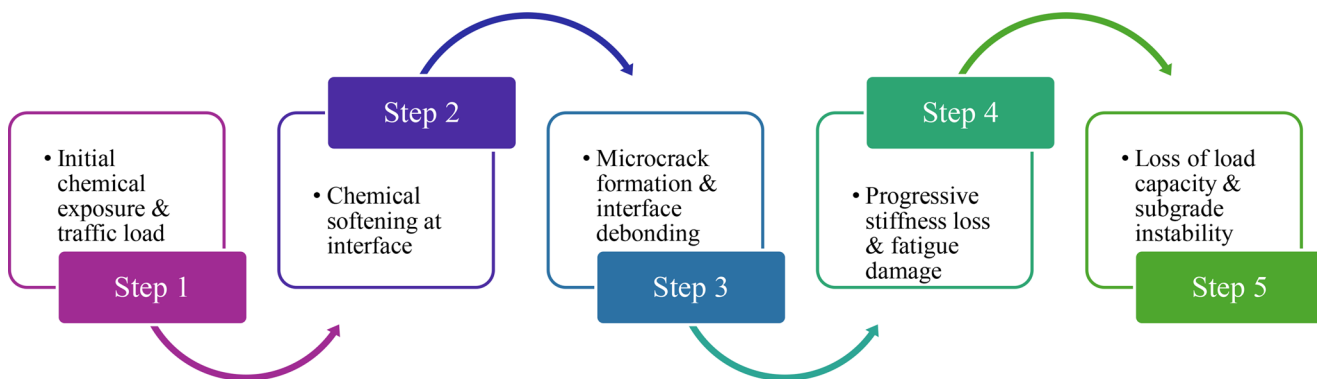 • Initial
chemical
exposure &
traffic load
Step 1
Step 2
• Chemical
softening at
interface
• Microcrack
formation &
interface
debonding
Step 3
Step 4
• Progressive
stiffness loss
& fatigue
damage
• Loss of load
capacity &
subgrade
instability
Step 5